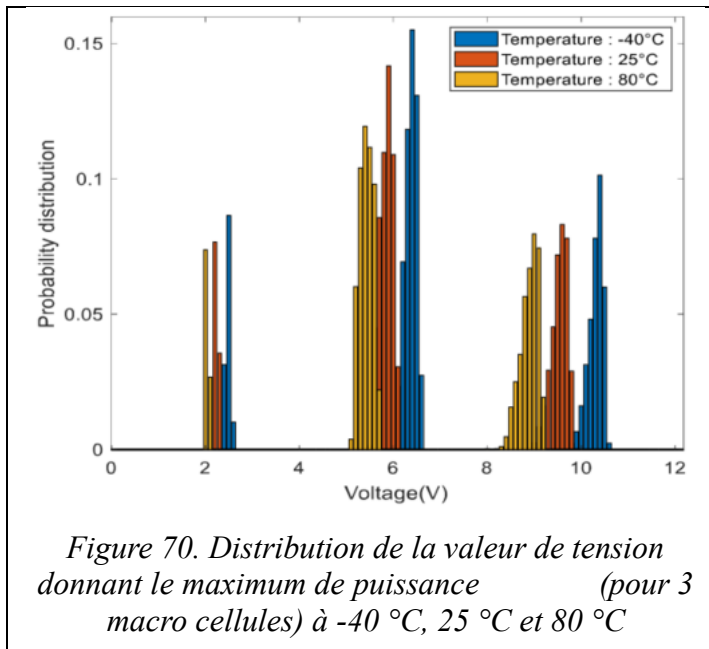 0.15
0.1
0.05
0
Probability distribution
Temperature : -40°C
Temperature : 25°C
Temperature : 80°C
0 2 4 6 8 10 12
Voltage(V)
Figure 70. Distribution de la valeur de tension
donnant le maximum de puissance (pour 3
macro cellules) à -40 °C, 25 °C et 80 °C